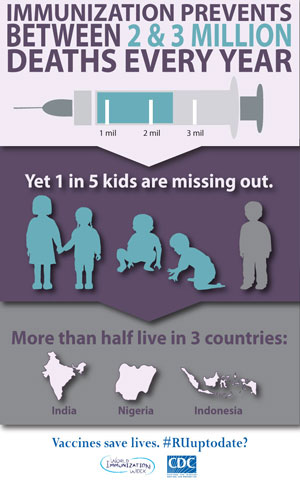 IMMUNIZATION PREVENTS
BETWEEN 2 & 3 MILLION
DEATHS EVERY YEAR
1 mil 2 mil 3 mil
Yet 1 in 5 kids are missing out.
More than half live in 3 countries:
India Nigeria Indonesia
Vaccines save lives. #RUuptodate?
WORLD
IMMUNIZATION
WEEK
CDC